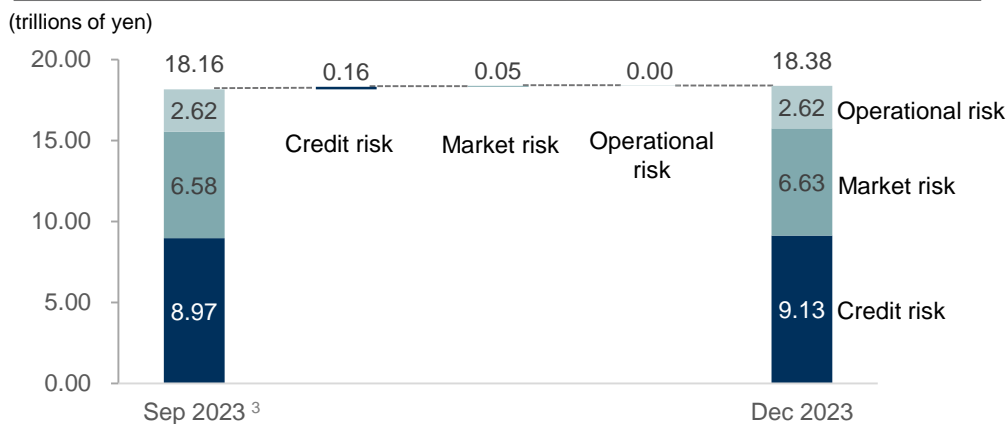 (trillions of yen)
20.00
15.00
10.00
5.00
0.00
18.16
2.62
6.58
8.97
0.16
Credit risk
0.05
Market risk
0.00
Operational
risk
18.38
2.62 Operational risk
6.63 Market risk
9.13 Credit risk
Sep 2023 3
Dec 2023